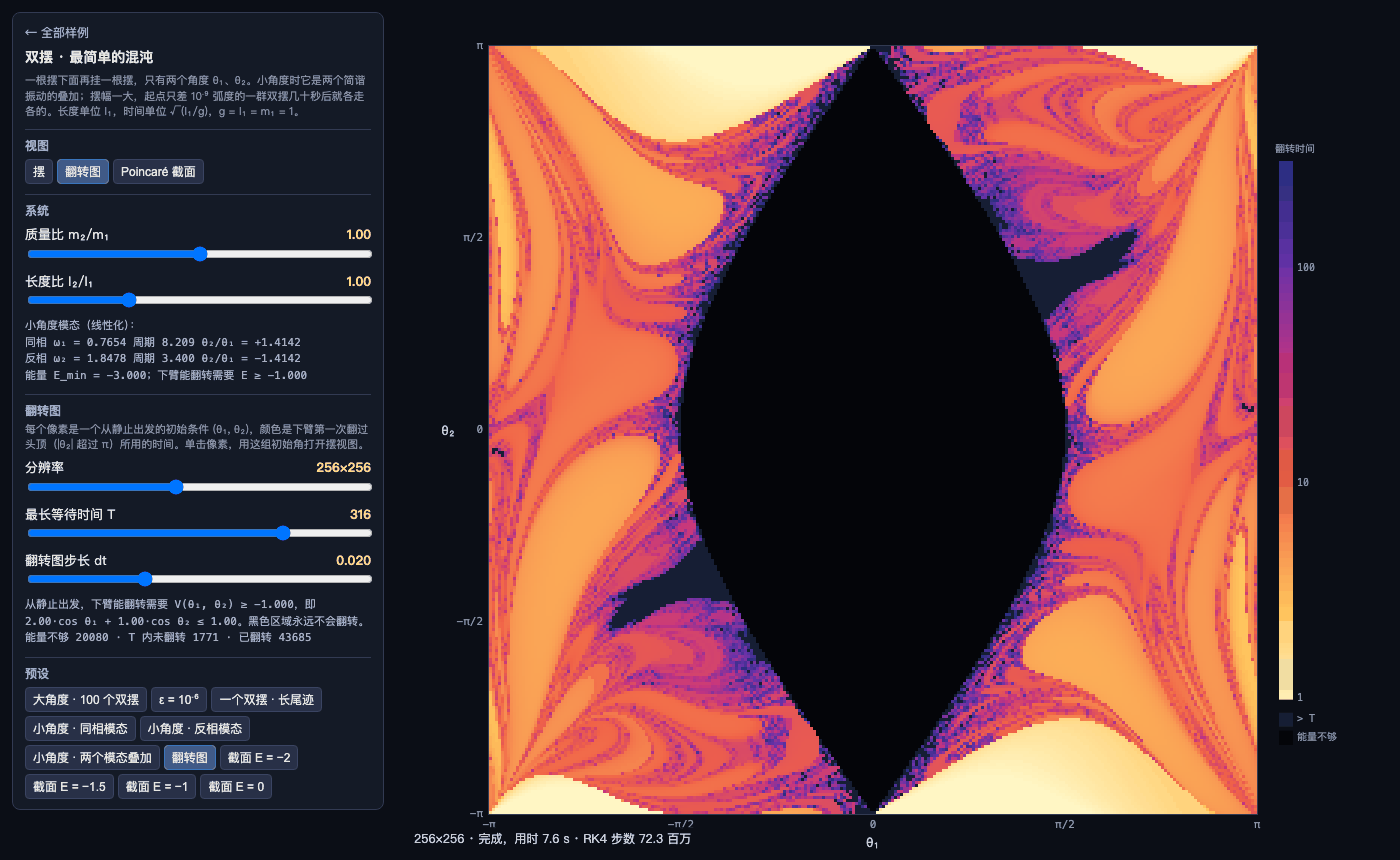 ← 全部样例
双摆 · 最简单的混沌
一根摆下面再挂一根摆，只有两个角度 θ₁、θ₂。小角度时它是两个简谐
振动的叠加；摆幅一大，起点只差 10⁻⁹ 弧度的一群双摆几十秒后就各走
各的。长度单位 l₁，时间单位 √(l₁/g)，g = l₁ = m₁ = 1。
视图
摆 翻转图 Poincaré 截面
系统
质量比 m₂/m₁ 1.00
长度比 l₂/l₁ 1.00
小角度模态（线性化）：
同相 ω₁ = 0.7654 周期 8.209 θ₂/θ₁ = +1.4142
反相 ω₂ = 1.8478 周期 3.400 θ₂/θ₁ = −1.4142
能量 E_min = −3.000；下臂能翻转需要 E ≥ −1.000
翻转图
每个像素是一个从静止出发的初始条件 (θ₁, θ₂)，颜色是下臂第一次翻过
头顶（|θ₂| 超过 π）所用的时间。单击像素，用这组初始角打开摆视图。
分辨率 256×256
最长等待时间 T 316
翻转图步长 dt 0.020
从静止出发，下臂能翻转需要 V(θ₁, θ₂) ≥ −1.000，即
2.00·cos θ₁ + 1.00·cos θ₂ ≤ 1.00。黑色区域永远不会翻转。
能量不够 20080 · T 内未翻转 1771 · 已翻转 43685
预设
大角度 · 100 个双摆 ε = 10⁻⁶ 一个双摆 · 长尾迹
小角度 · 同相模态 小角度 · 反相模态
小角度 · 两个模态叠加 翻转图 截面 E = −2
截面 E = −1.5 截面 E = −1 截面 E = 0
π
π/2
θ₂ 0
−π/2
−π
−π −π/2 0 π/2 π
θ₁
256×256 · 完成，用时 7.6 s · RK4 步数 72.3 百万
翻转时间
100
10
1
> T
能量不够